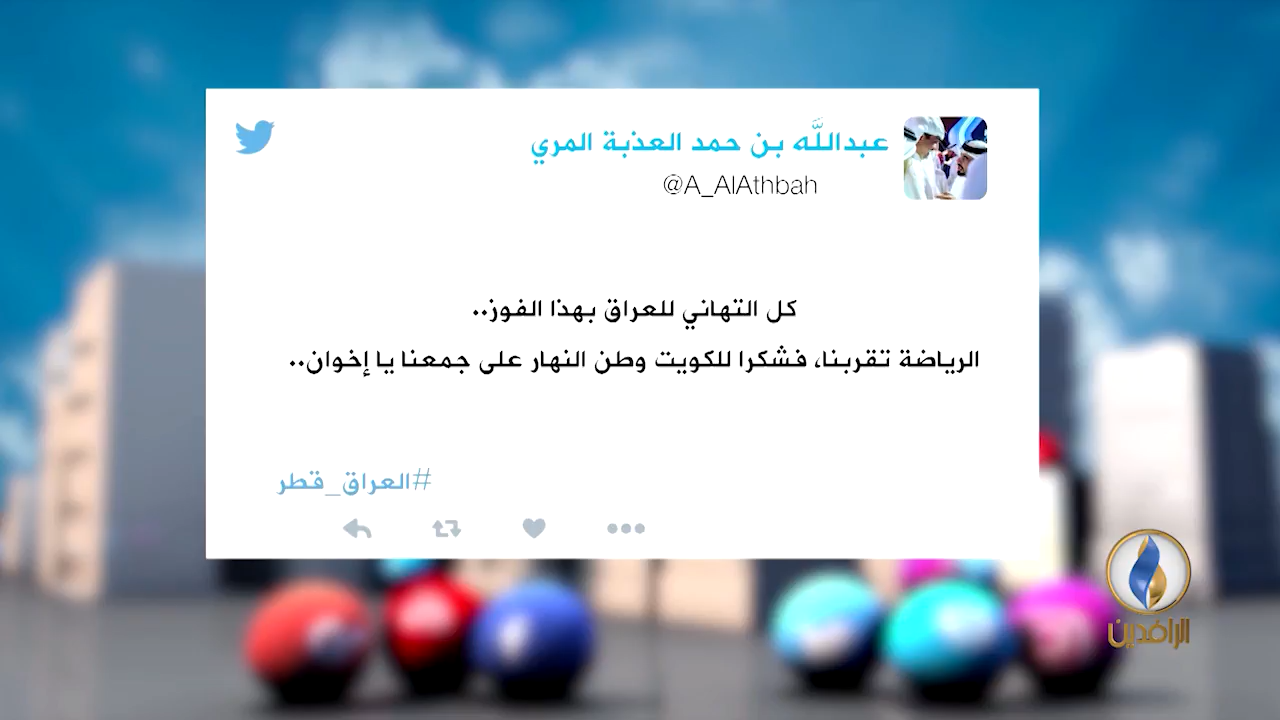 عبدالله بن حمد العذبة المري
@A_AlAthbah
كل التهاني للعراق بهذا الفوز..
الرياضة تقربنا، فشكرا للكويت وطن النهار على جمعنا يا إخوان..
#العراق_قطر
الرافدين